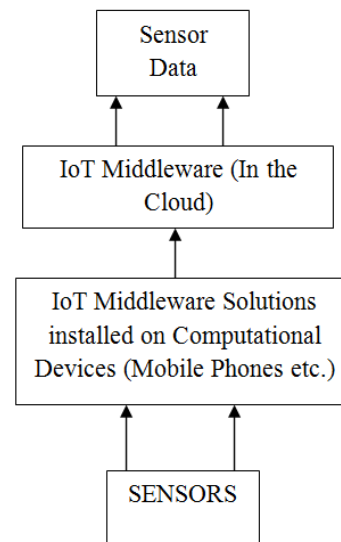 Sensor
Data
IoT Middleware (In the
Cloud)
IoT Middleware Solutions
installed on Computational
Devices (Mobile Phones etc.)
SENSORS